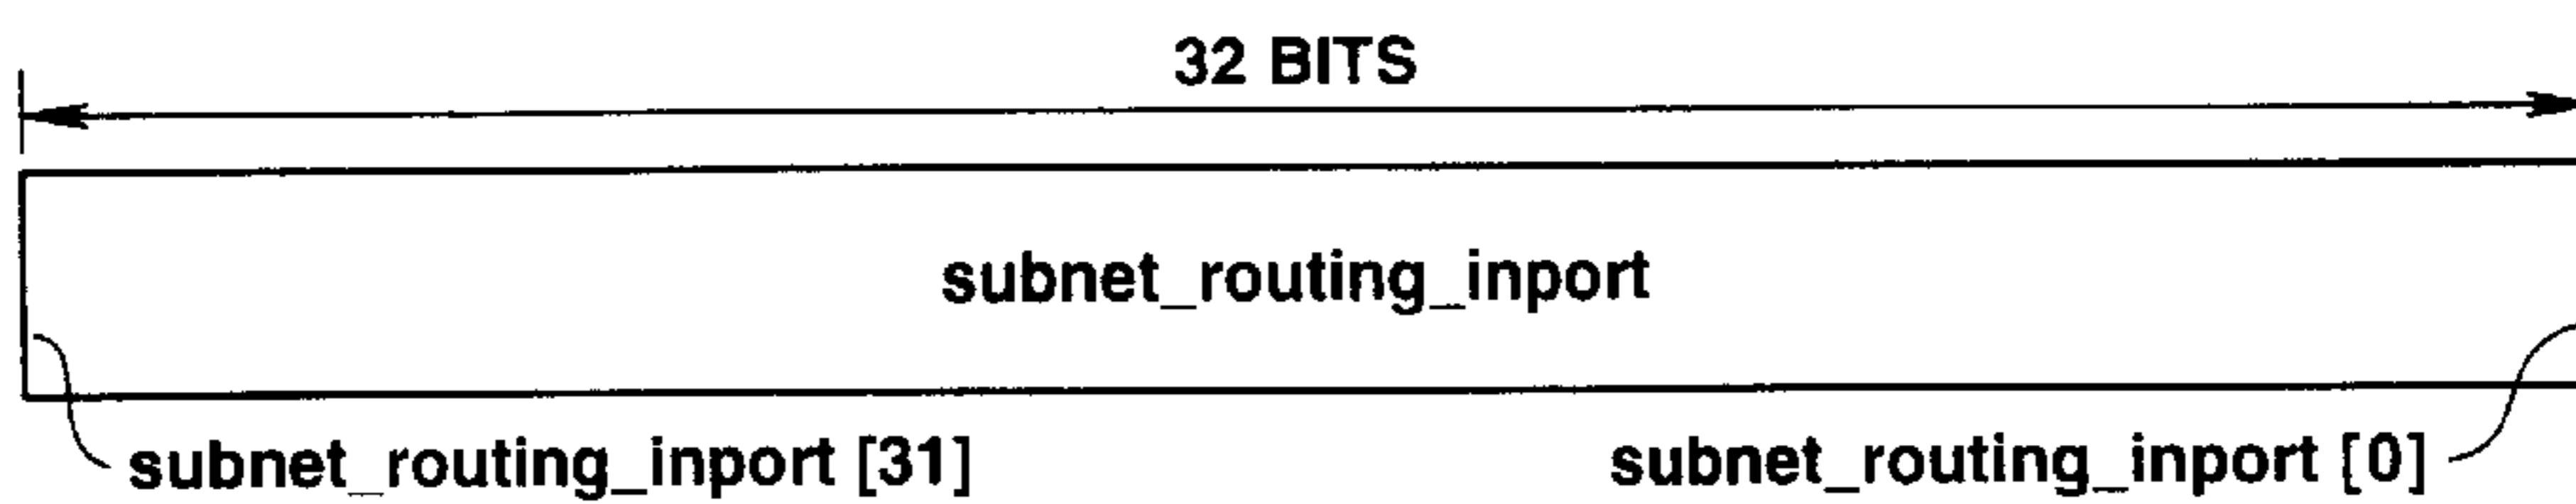 32 BITS
subnet_routing_inport
subnet_routing_inport [31] subnet_routing_inport [0]